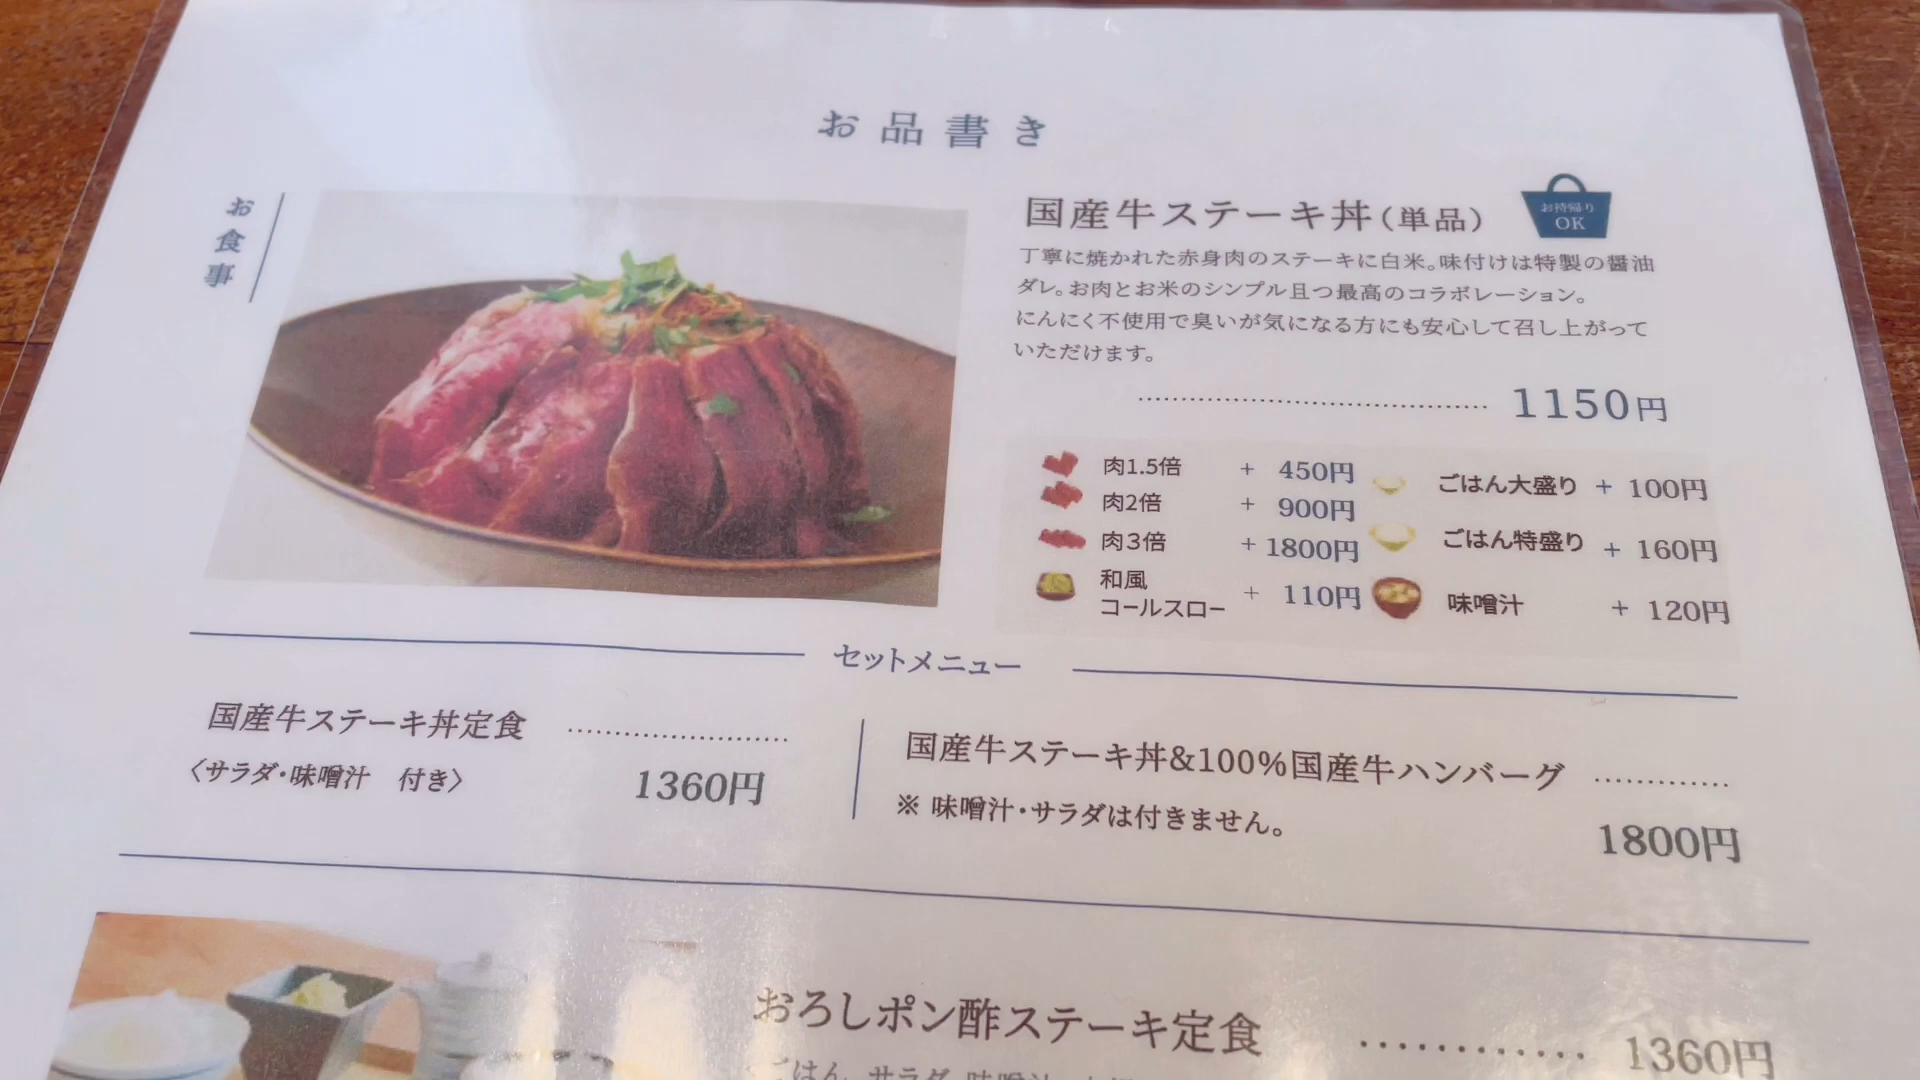 お品書き
お食事
国産牛ステーキ丼(単品)
お持帰り
OK
丁寧に焼かれた赤身肉のステーキに白米。味付けは特製の醤油
ダレ。お肉とお米のシンプル且つ最高のコラボレーション。
にんにく不使用で臭いが気になる方にも安心して召し上がって
いただけます。
1150円
肉1.5倍 + 450円
肉2倍 + 900円
肉3倍 + 1800円
和風
コールスロー + 110円
ごはん大盛り + 100円
ごはん特盛り + 160円
味噌汁 + 120円
セットメニュー
国産牛ステーキ丼定食
〈サラダ・味噌汁 付き〉
1360円
国産牛ステーキ丼&100%国産牛ハンバーグ
※ 味噌汁・サラダは付きません。
1800円
おろしポン酢ステーキ定食 1360円
ごはん サラダ 味噌汁